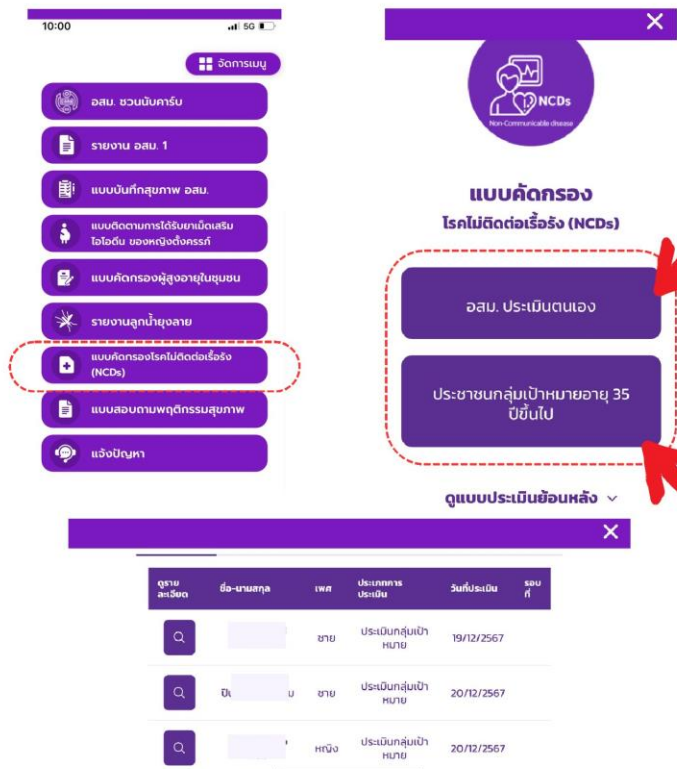 10:00
5G
จัดการเมนู
อสม. ชวนนับคาร์บ
รายงาน อสม. 1
แบบบันทึกสุขภาพ อสม.
แบบติดตามการได้รับยาเม็ดเสริม
ไอโอดีน ของหญิงตั้งครรภ์
แบบคัดกรองผู้สูงอายุในชุมชน
รายงานลูกน้ำยุงลาย
แบบคัดกรองโรคไม่ติดต่อเรื้อรัง
(NCDs)
แบบสอบถามพฤติกรรมสุขภาพ
แจ้งปัญหา
NCDs
Non-Communicable disease
แบบคัดกรอง
โรคไม่ติดต่อเรื้อรัง (NCDs)
อสม. ประเมินตนเอง
ประชาชนกลุ่มเป้าหมายอายุ 35
ปีขึ้นไป
ดูแบบประเมินย้อนหลัง
ดูราย
ละเอียด
ชื่อ-นามสกุล
เพศ
ประเภทการ
ประเมิน
วันที่ประเมิน
รอบ
ที่
ชาย
ประเมินกลุ่มเป้า
หมาย
19/12/2567
ชาย
ประเมินกลุ่มเป้า
หมาย
20/12/2567
หญิง
ประเมินกลุ่มเป้า
หมาย
20/12/2567